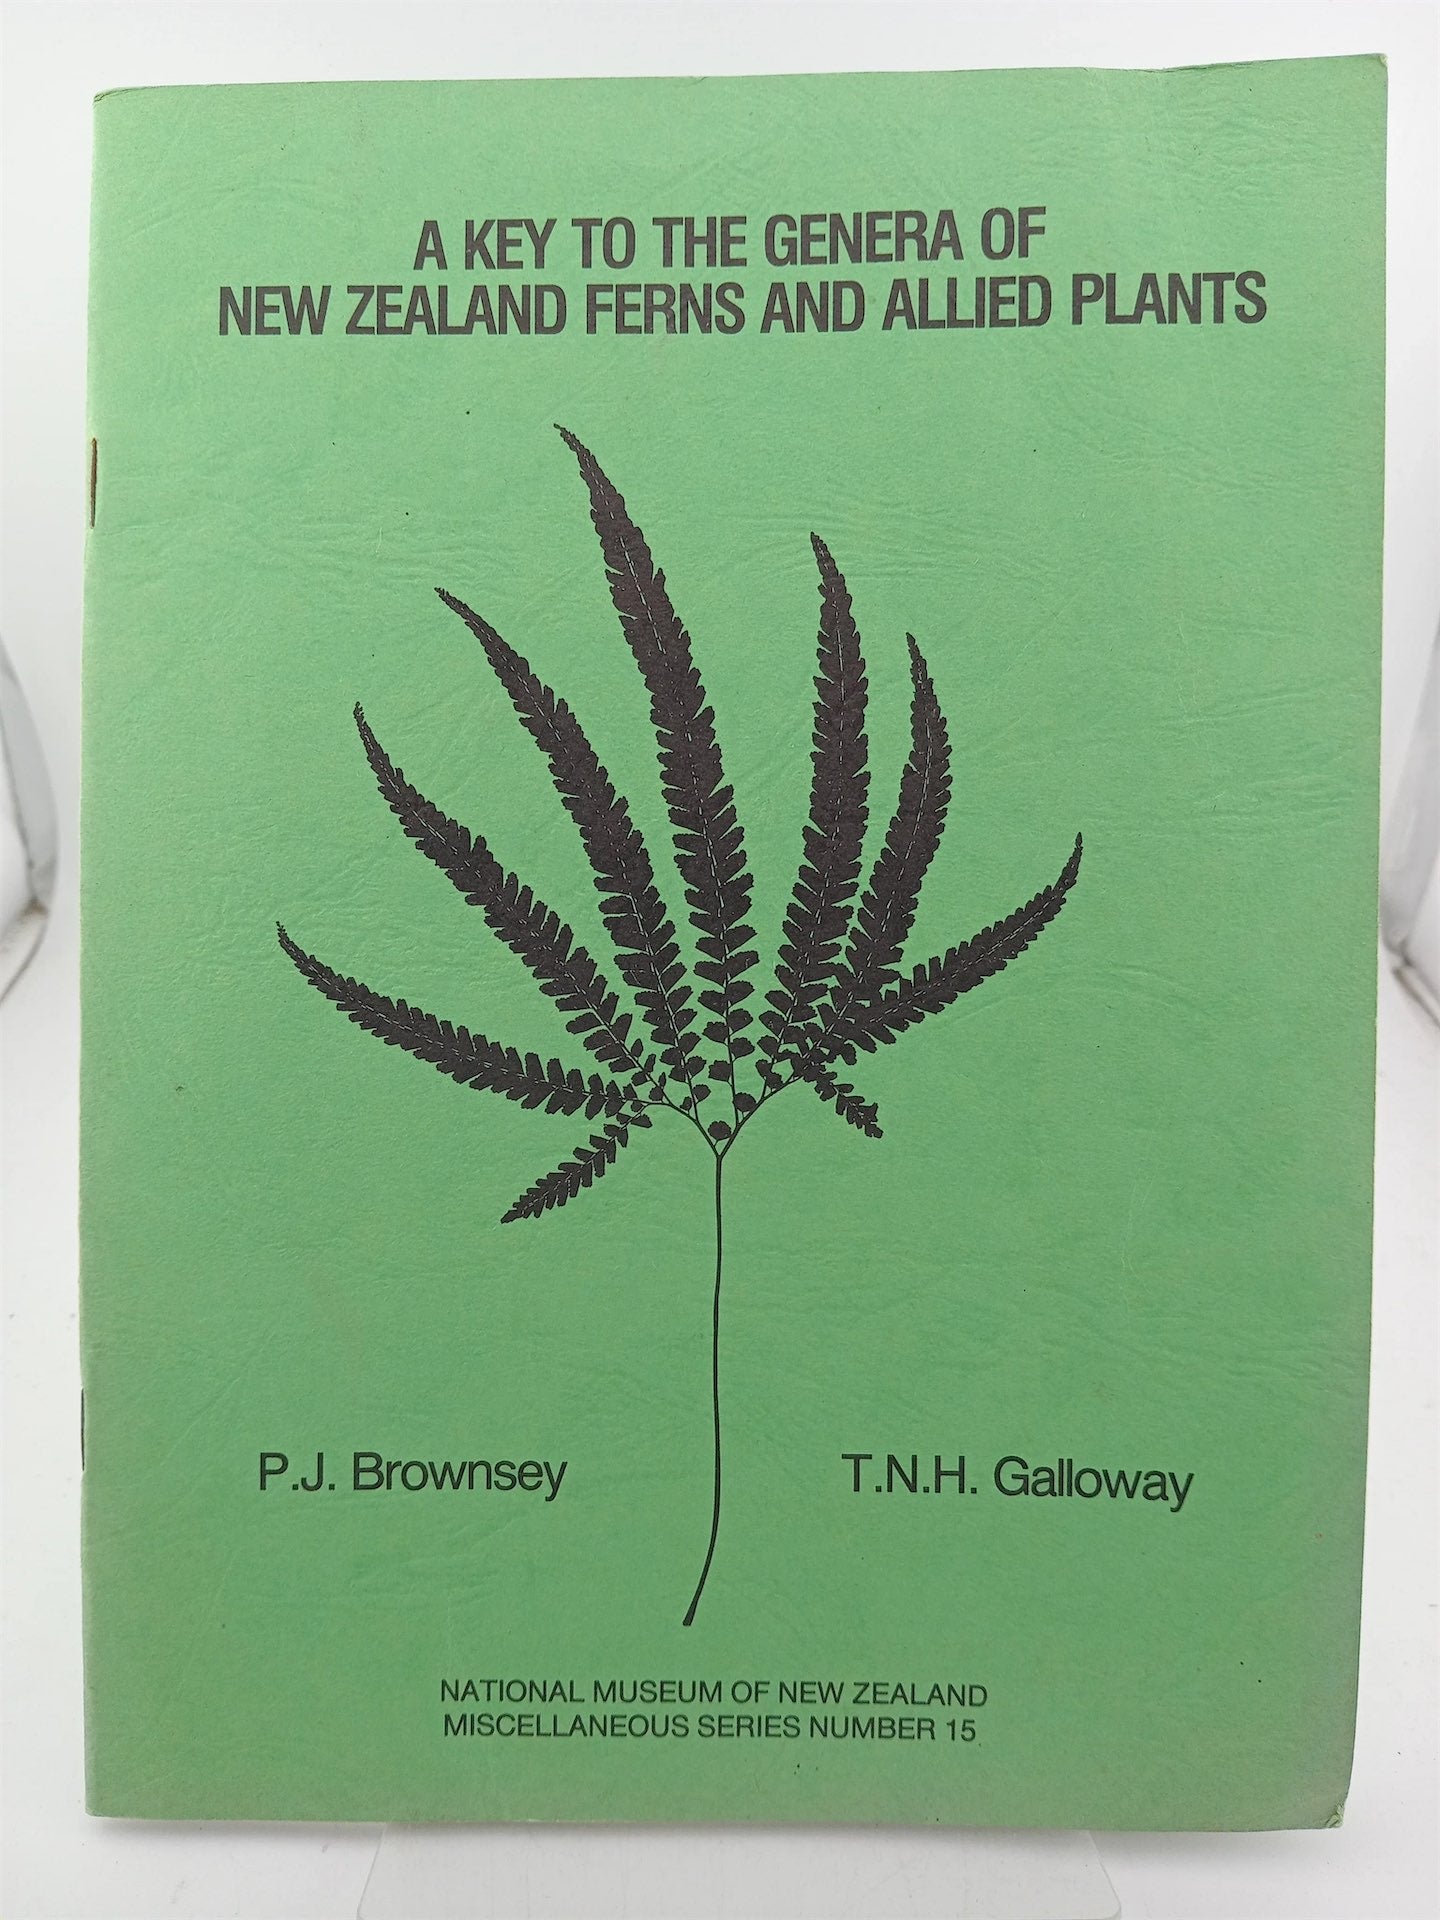 A KEY TO THE GENERA OF
NEW ZEALAND FERNS AND ALLIED PLANTS
P.J. Brownsey
T.N.H. Galloway
NATIONAL MUSEUM OF NEW ZEALAND
MISCELLANEOUS SERIES NUMBER 15